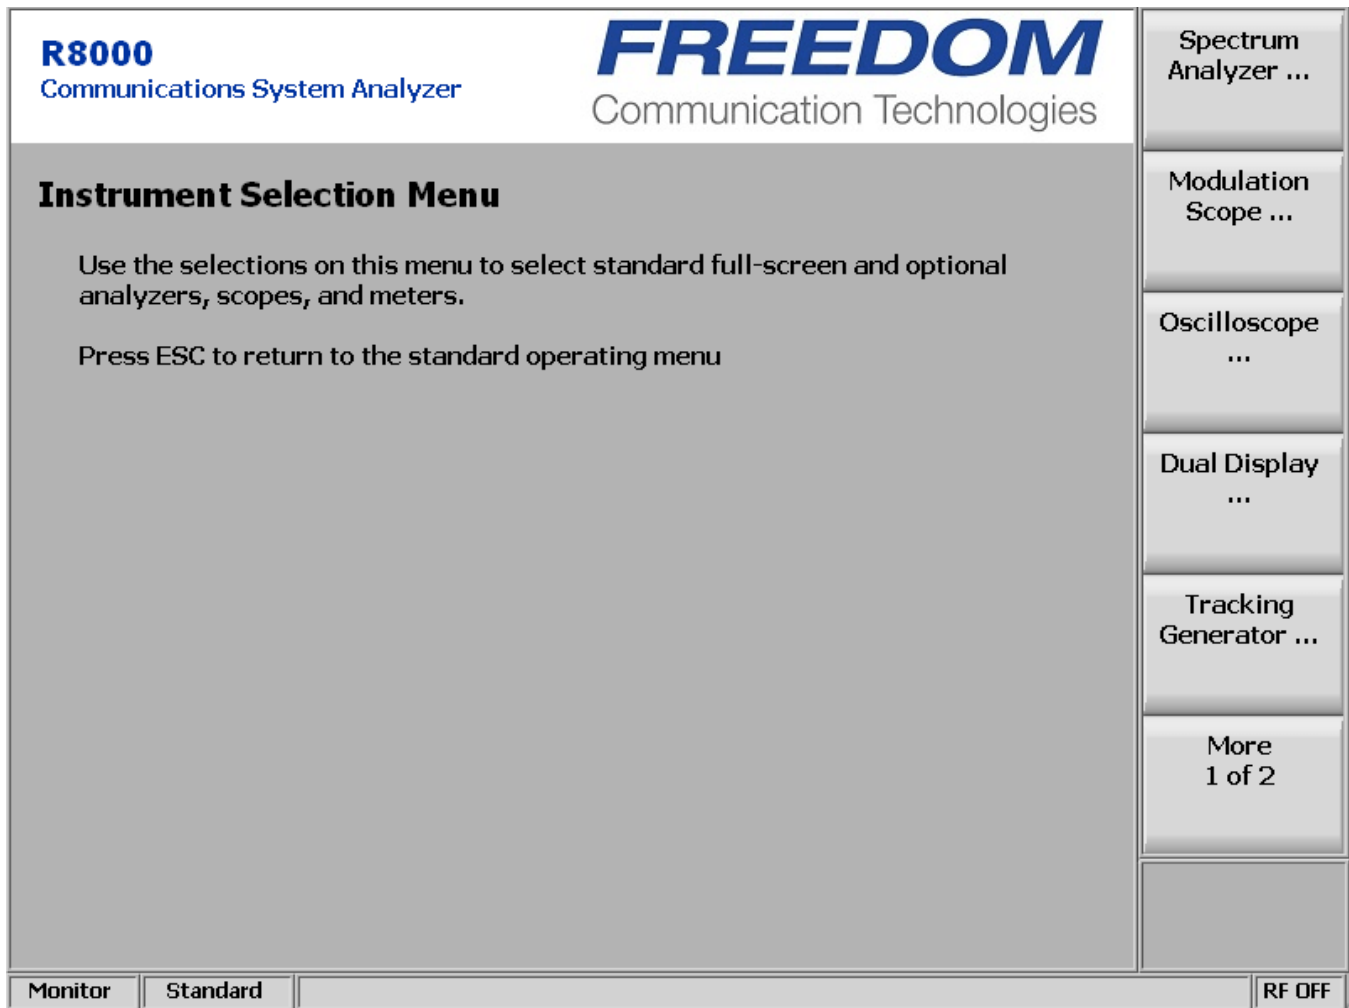 R8000
Communications System Analyzer
FREEDOM
Communication Technologies
Instrument Selection Menu
Use the selections on this menu to select standard full-screen and optional
analyzers, scopes, and meters.
Press ESC to return to the standard operating menu
Spectrum
Analyzer ...
Modulation
Scope ...
Oscilloscope
...
Dual Display
...
Tracking
Generator ...
More
1 of 2
Monitor
Standard
RF OFF